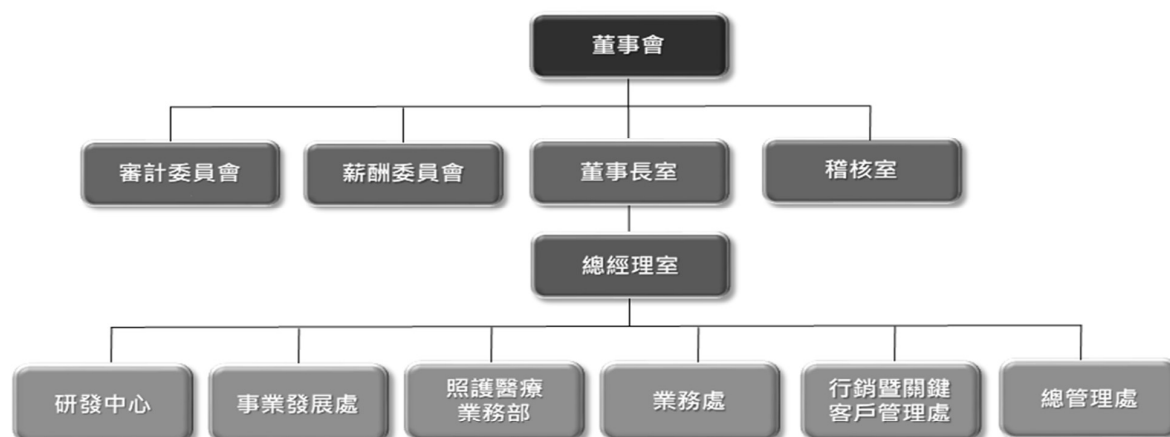 董事會
審計委員會
薪酬委員會
董事長室
稽核室
總經理室
研發中心
事業發展處
照護醫療
業務部
業務處
行銷暨關鍵
客戶管理處
總管理處